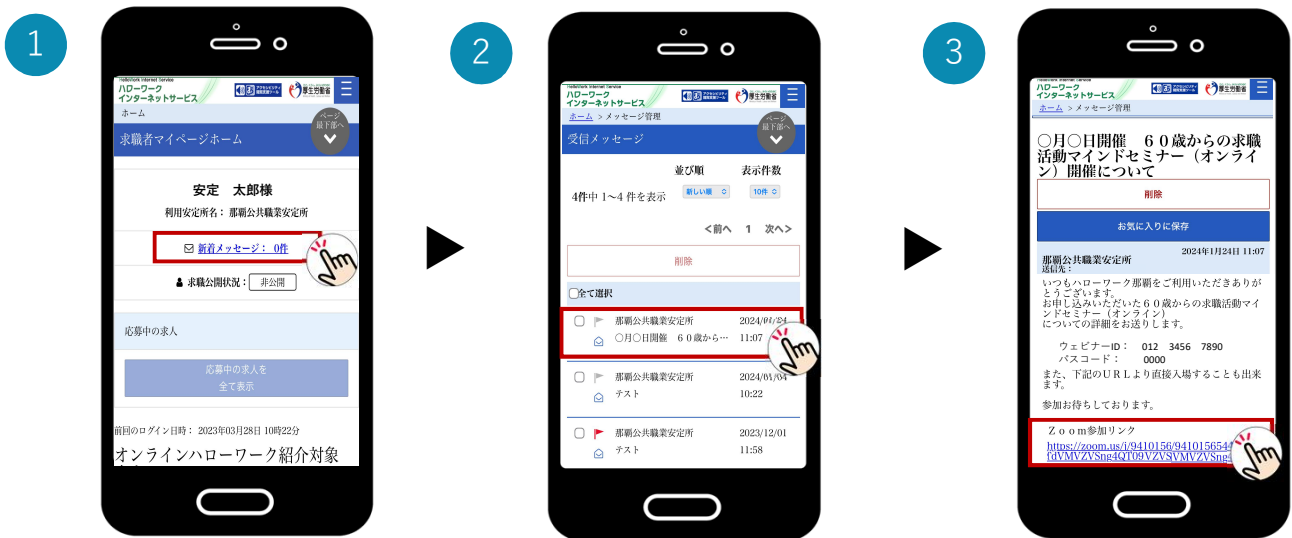 1
HelloWork Internet Service
ハローワーク
インターネットサービス
厚生労働省
ホーム
ページ
最下部へ
求職者マイページホーム
安定 太郎様
利用安定所名: 那覇公共職業安定所
新着メッセージ: 0件
求職公開状況: 非公開
応募中の求人
応募中の求人を
全て表示
前回のログイン日時: 2023年03月28日 10時22分
オンラインハローワーク紹介対象
2
HelloWork Internet Service
ハローワーク
インターネットサービス
厚生労働省
ホーム > メッセージ管理
ページ
最下部へ
受信メッセージ
並び順 表示件数
4件中 1~4 件を表示 新しい順 10件
<前へ 1 次へ>
削除
全て選択
那覇公共職業安定所 2024/01/24
〇月〇日開催 60歳から… 11:07
那覇公共職業安定所 2024/01/04
テスト 10:22
那覇公共職業安定所 2023/12/01
テスト 11:58
3
HelloWork Internet Service
ハローワーク
インターネットサービス
厚生労働省
ホーム > メッセージ管理
〇月〇日開催 60歳からの求職
活動マインドセミナー(オンライ
ン)開催について
削除
お気に入りに保存
2024年1月24日 11:07
那覇公共職業安定所
送信先:
いつもハローワーク那覇をご利用いただきありが
とうございます。
お申し込みいただいた60歳からの求職活動マイ
ンドセミナー(オンライン)
についての詳細をお送りします。
ウェビナーID: 012 3456 7890
パスコード: 0000
また、下記のURLより直接入場することも出来
ます。
参加お待ちしております。
Zoom参加リンク
https://zoom.us/j/9410156/9410156544
fdVMVZVSng4QT09VZVSVMVZVSng